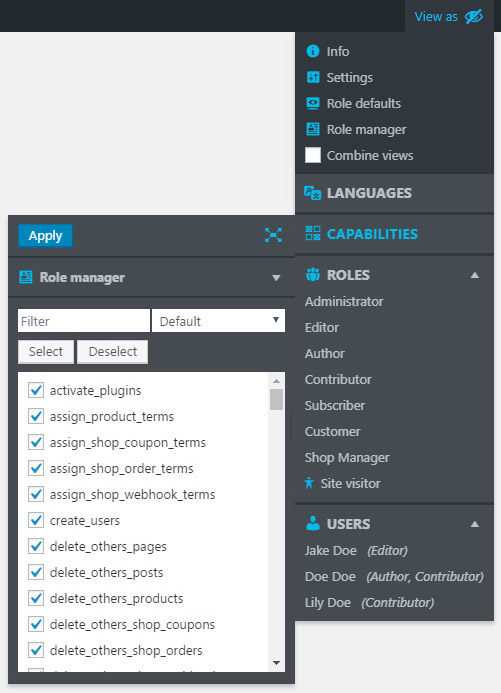 View as
Info
Settings
Role defaults
Role manager
Combine views
LANGUAGES
CAPABILITIES
ROLES
Administrator
Editor
Author
Contributor
Subscriber
Customer
Shop Manager
Site visitor
USERS
Jake Doe (Editor)
Doe Doe (Author, Contributor)
Lily Doe (Contributor)
Apply
Role manager
Filter Default
Select Deselect
activate_plugins
assign_product_terms
assign_shop_coupon_terms
assign_shop_order_terms
assign_shop_webhook_terms
create_users
delete_others_pages
delete_others_posts
delete_others_products
delete_others_shop_coupons
delete_others_shop_orders